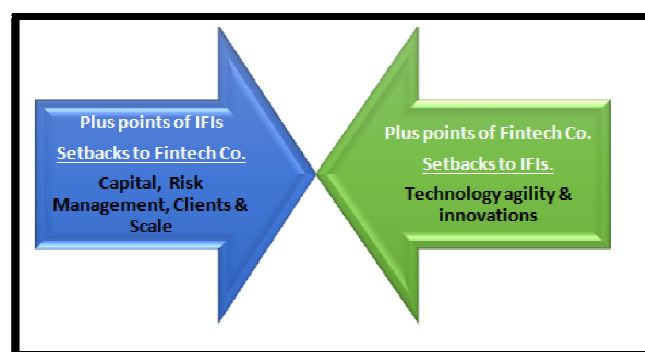 Plus points of IFIs
Setbacks to Fintech Co.
Capital, Risk
Management, Clients &
Scale
Plus points of Fintech Co.
Setbacks to IFIs.
Technology agility &
innovations